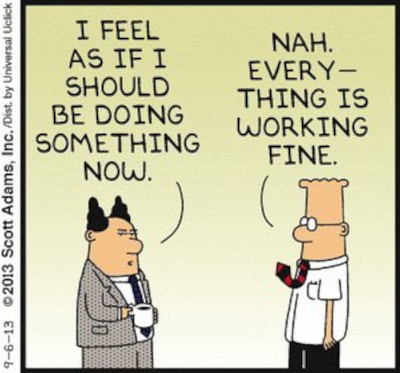 I FEEL
AS IF I
SHOULD
BE DOING
SOMETHING
NOW.
NAH.
EVERY—
THING IS
WORKING
FINE.
9-6-13 ©2013 Scott Adams, Inc./Dist. by Universal Uclick